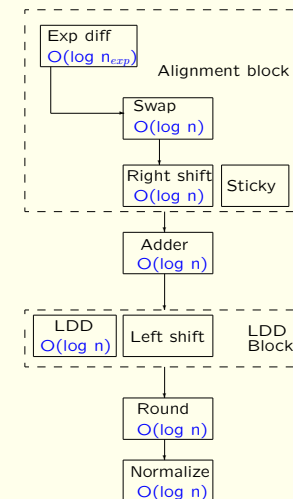 Exp diff
O(log n_exp)
Alignment block
Swap
O(log n)
Right shift
O(log n)
Sticky
Adder
O(log n)
LDD
O(log n)
Left shift
LDD
Block
Round
O(log n)
Normalize
O(log n)